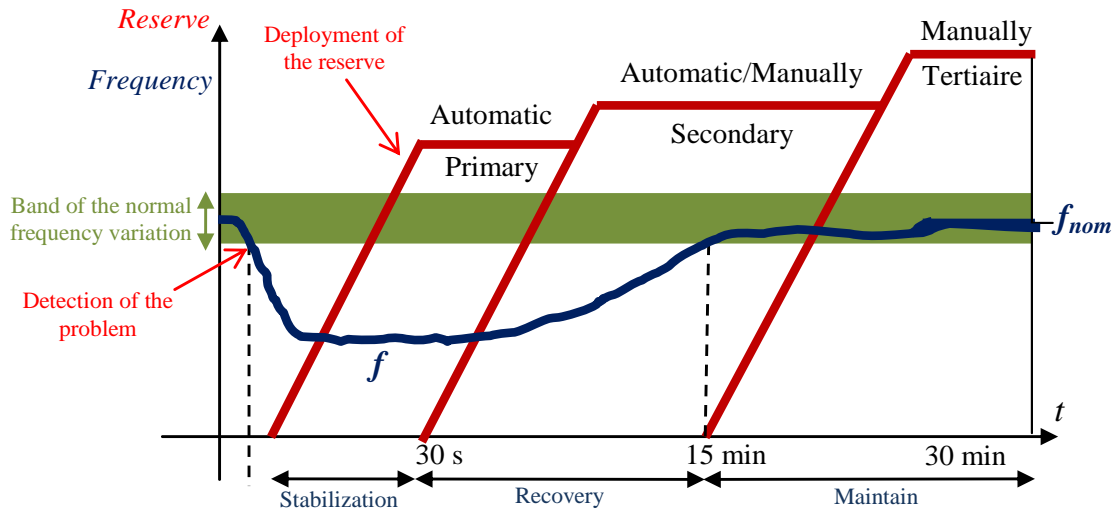 Reserve
Frequency
Deployment of
the reserve
Automatic
Primary
Automatic/Manually
Secondary
Manually
Tertiaire
Band of the normal
frequency variation
f_nom
Detection of the
problem
f
t
30 s
15 min
30 min
Stabilization
Recovery
Maintain